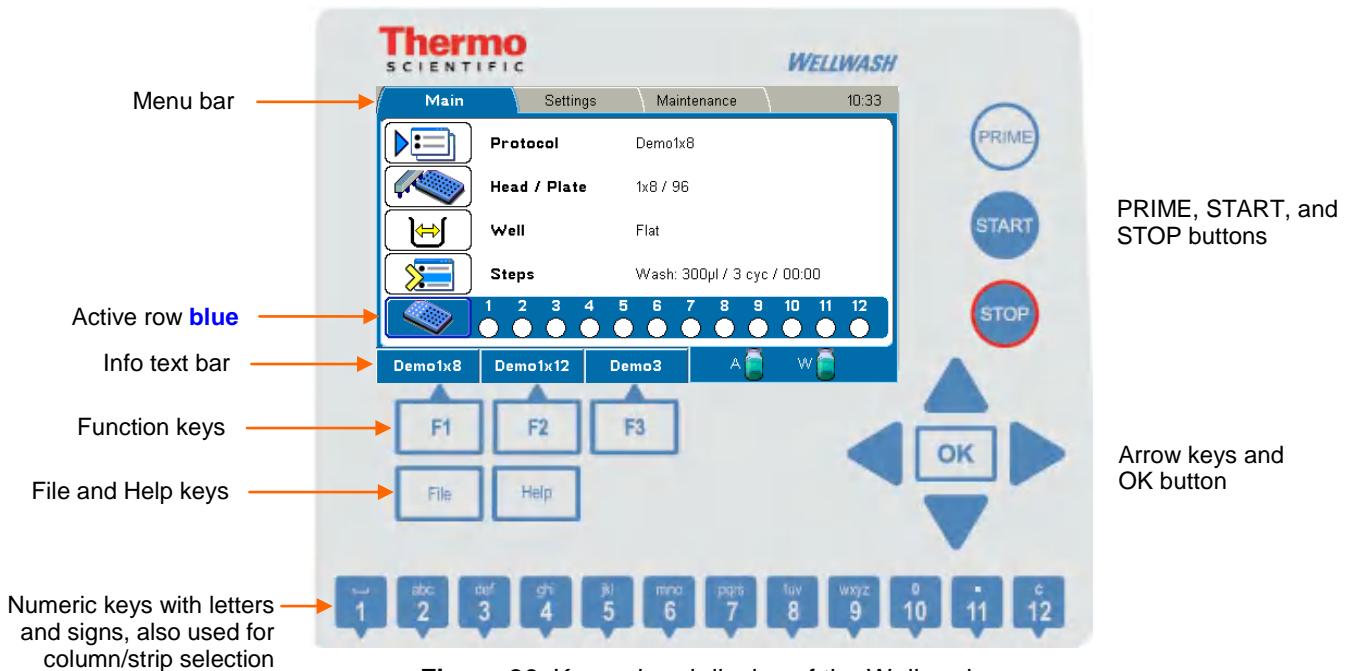 Thermo
SCIENTIFIC
WELLWASH
Menu bar
Main Settings Maintenance 10:33
Protocol Demo1x8
Head / Plate 1x8 / 96
Well Flat
Steps Wash: 300µl / 3 cyc / 00:00
Active row blue
1 2 3 4 5 6 7 8 9 10 11 12
Info text bar
Demo1x8 Demo1x12 Demo3 A W
PRIME
START
STOP
PRIME, START, and
STOP buttons
Function keys
F1 F2 F3
File and Help keys
File Help
OK
Arrow keys and
OK button
Numeric keys with letters
and signs, also used for
column/strip selection
abc def ghi jkl mno pqrs tuv wxyz 0 . c
1 2 3 4 5 6 7 8 9 10 11 12